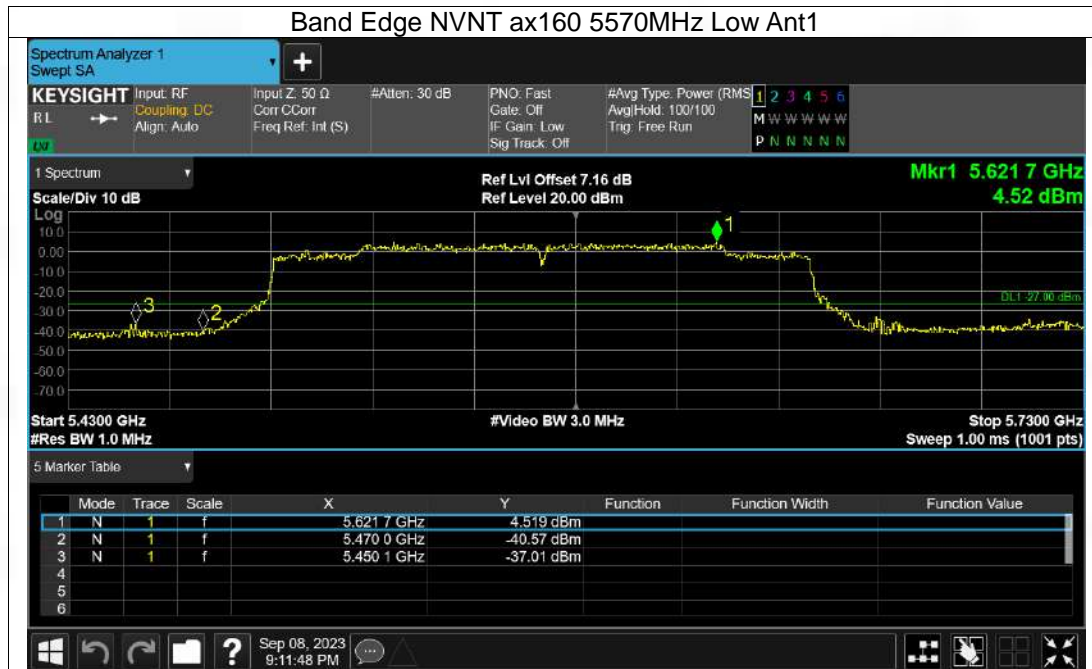 Band Edge NVNT ax160 5570MHz Low Ant1
Spectrum Analyzer 1
Swept SA
+
KEYSIGHT
RL
LXI
Input: RF
Coupling: DC
Align: Auto
Input Z: 50 Ω
Corr CCorr
Freq Ref: Int (S)
#Atten: 30 dB
PNO: Fast
Gate: Off
IF Gain: Low
Sig Track: Off
#Avg Type: Power (RMS
Avg|Hold: 100/100
Trig: Free Run
1 2 3 4 5 6
M W W W W W
P N N N N N
1 Spectrum
Scale/Div 10 dB
Ref Lvl Offset 7.16 dB
Ref Level 20.00 dBm
Mkr1 5.621 7 GHz
4.52 dBm
Log
10.0
0.00
-10.0
-20.0
-30.0
-40.0
-50.0
-60.0
-70.0
1
2
3
DL1 -27.00 dBm
Start 5.4300 GHz
#Res BW 1.0 MHz
#Video BW 3.0 MHz
Stop 5.7300 GHz
Sweep 1.00 ms (1001 pts)
5 Marker Table
Mode Trace Scale X Y Function Function Width Function Value
1 N 1 f 5.621 7 GHz 4.519 dBm
2 N 1 f 5.470 0 GHz -40.57 dBm
3 N 1 f 5.450 1 GHz -37.01 dBm
4
5
6
?
Sep 08, 2023
9:11:48 PM